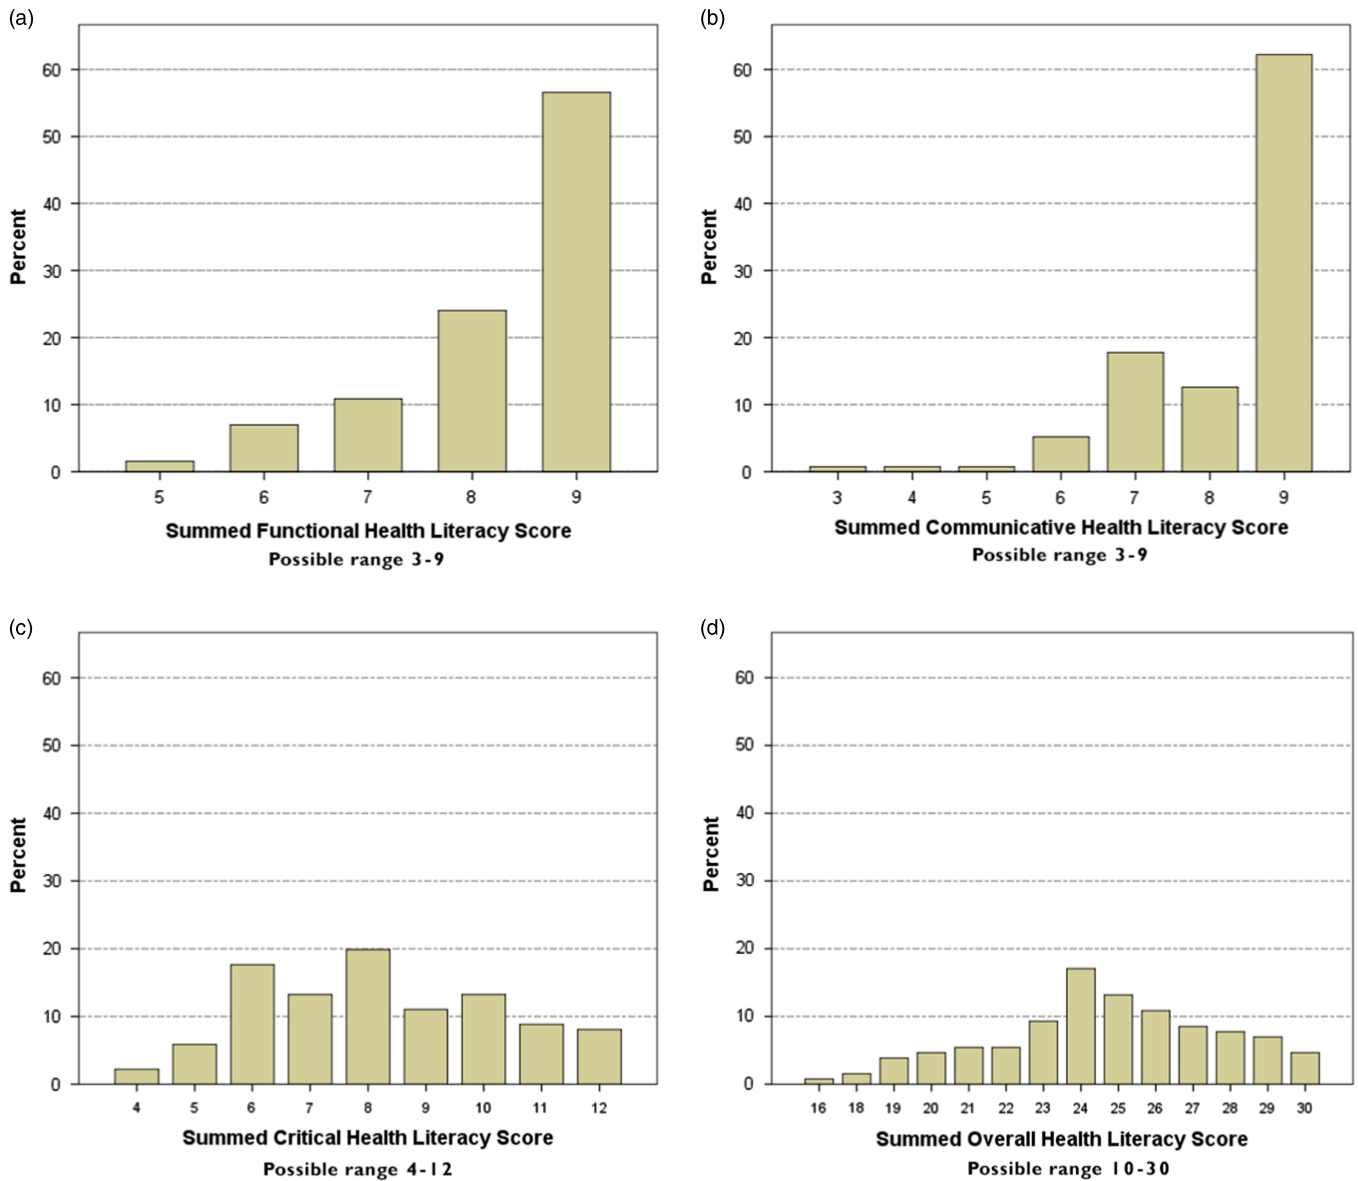 (a)
60
50
40
30
20
10
0
Percent
5 6 7 8 9
Summed Functional Health Literacy Score
Possible range 3-9
(b)
60
50
40
30
20
10
0
Percent
3 4 5 6 7 8 9
Summed Communicative Health Literacy Score
Possible range 3-9
(c)
60
50
40
30
20
10
0
Percent
4 5 6 7 8 9 10 11 12
Summed Critical Health Literacy Score
Possible range 4-12
(d)
60
50
40
30
20
10
0
Percent
16 18 19 20 21 22 23 24 25 26 27 28 29 30
Summed Overall Health Literacy Score
Possible range 10-30